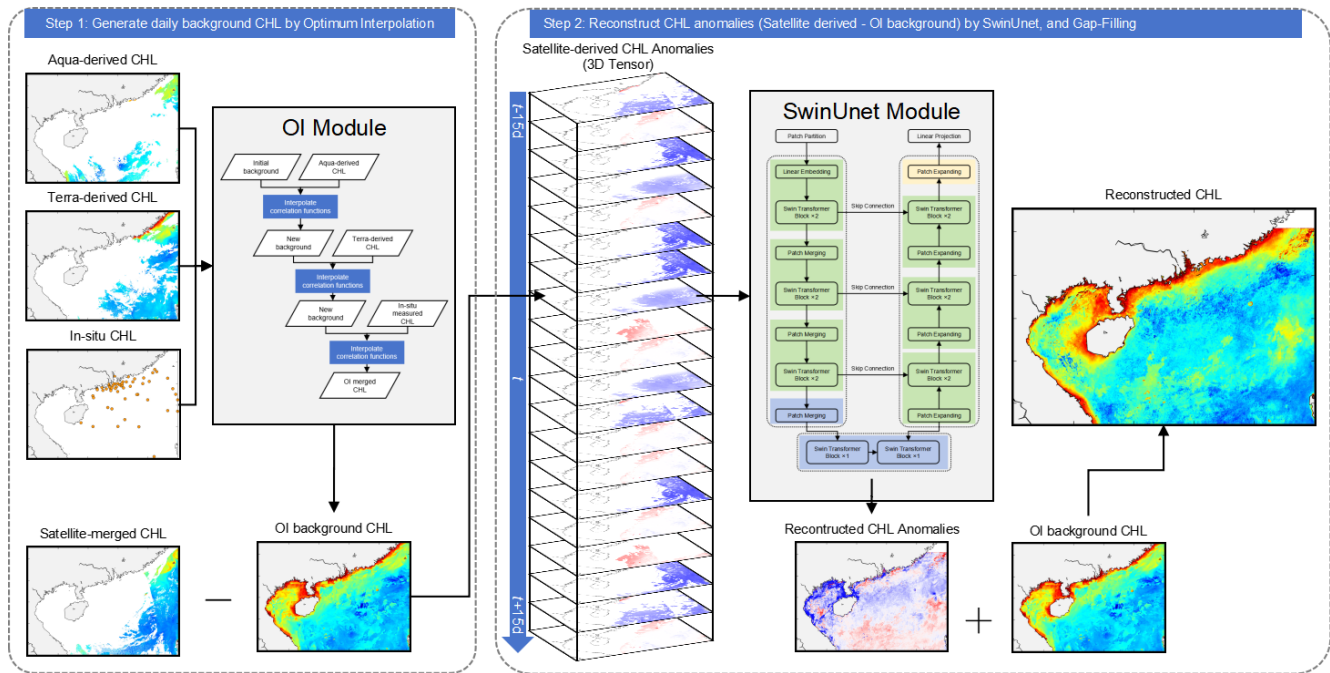 Step 1: Generate daily background CHL by Optimum Interpolation
Aqua-derived CHL
Terra-derived CHL
In-situ CHL
OI Module
Initial
background
Aqua-derived
CHL
Interpolate
correlation functions
New
background
Terra-derived
CHL
Interpolate
correlation functions
New
background
In-situ
measured
CHL
Interpolate
correlation functions
OI merged
CHL
Satellite-merged CHL
—
OI background CHL
Step 2: Reconstruct CHL anomalies (Satellite derived - OI background) by SwinUnet, and Gap-Filling
Satellite-derived CHL Anomalies
(3D Tensor)
t-15d
t
t+15d
SwinUnet Module
Patch Partition
Linear Embedding
Swin Transformer
Block ×2
Patch Merging
Swin Transformer
Block ×2
Patch Merging
Swin Transformer
Block ×2
Patch Merging
Swin Transformer
Block ×1
Swin Transformer
Block ×1
Skip Connection
Skip Connection
Skip Connection
Linear Projection
Patch Expanding
Swin Transformer
Block ×2
Patch Expanding
Swin Transformer
Block ×2
Patch Expanding
Swin Transformer
Block ×2
Patch Expanding
Recontructed CHL Anomalies
+
OI background CHL
Reconstructed CHL